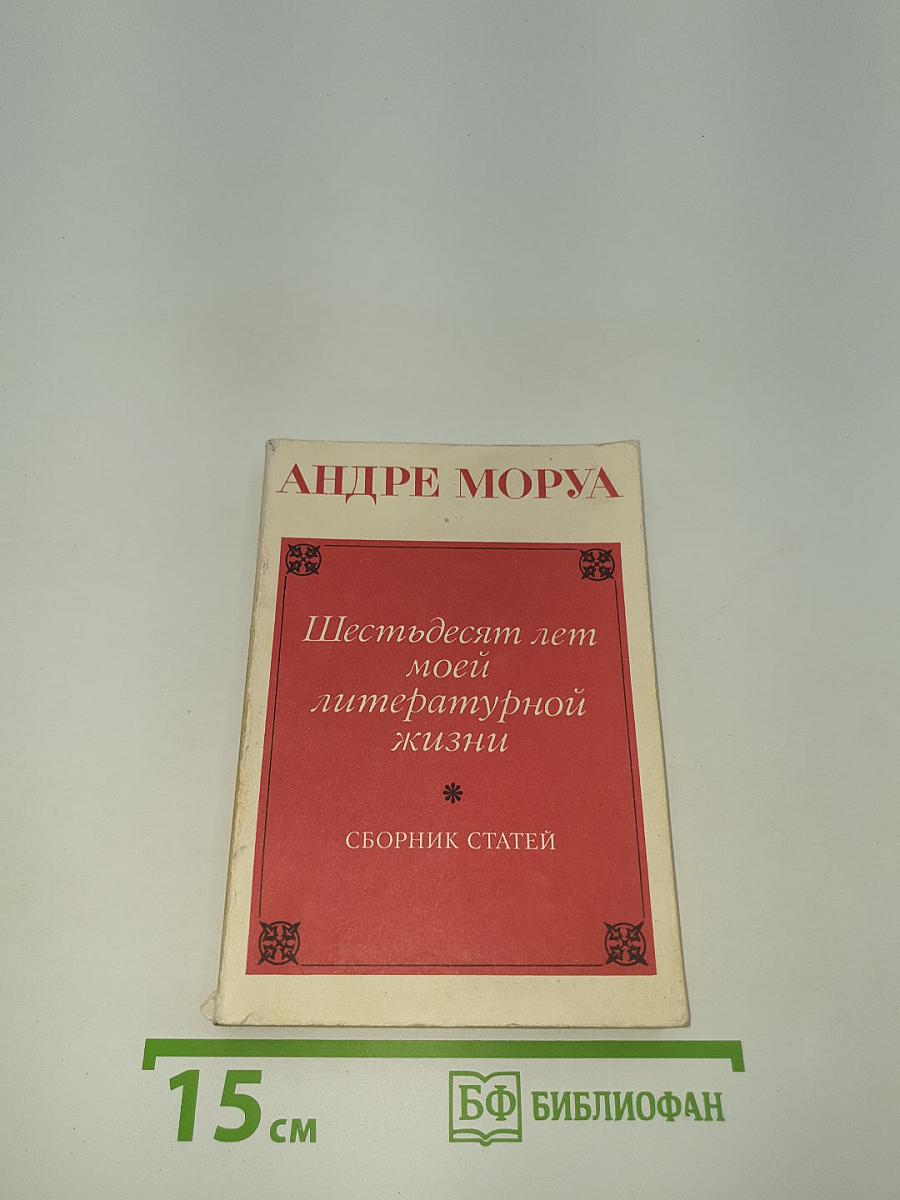 АНДРЕ МОРУА
Шестьдесят лет
моей
литературной
жизни
СБОРНИК СТАТЕЙ
15 см
БФ БИБЛИОФАН